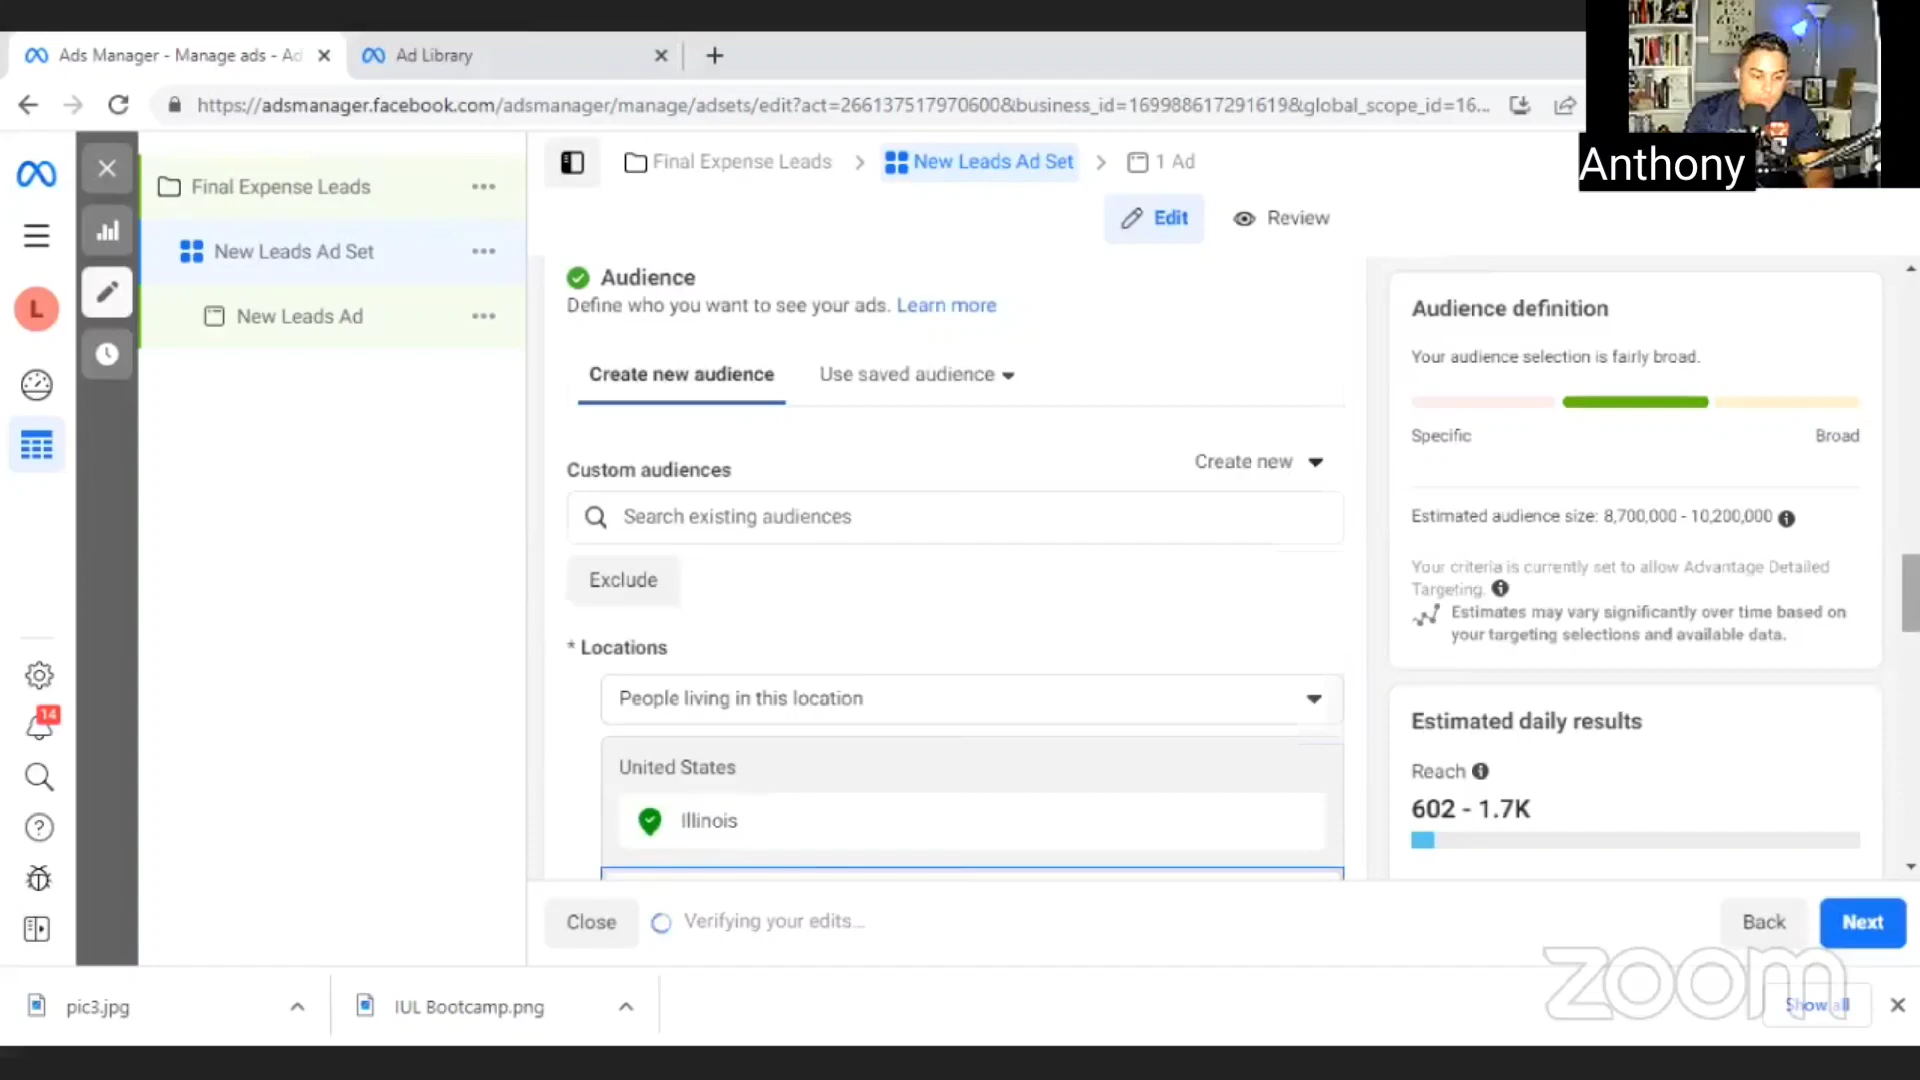 Ads Manager - Manage ads - Ad
Ad Library
https://adsmanager.facebook.com/adsmanager/manage/adsets/edit?act=266137517970600&business_id=169988617291619&global_scope_id=16...
Anthony
Final Expense Leads
New Leads Ad Set
New Leads Ad
L
14
Final Expense Leads
New Leads Ad Set
1 Ad
Edit
Review
Audience
Define who you want to see your ads. Learn more
Create new audience
Use saved audience
Custom audiences
Create new
Search existing audiences
Exclude
* Locations
People living in this location
United States
Illinois
Audience definition
Your audience selection is fairly broad.
Specific
Broad
Estimated audience size: 8,700,000 - 10,200,000
Your criteria is currently set to allow Advantage Detailed
Targeting.
Estimates may vary significantly over time based on
your targeting selections and available data.
Estimated daily results
Reach
602 - 1.7K
Close
Verifying your edits...
Back
Next
pic3.jpg
IUL Bootcamp.png
zoom
Show all